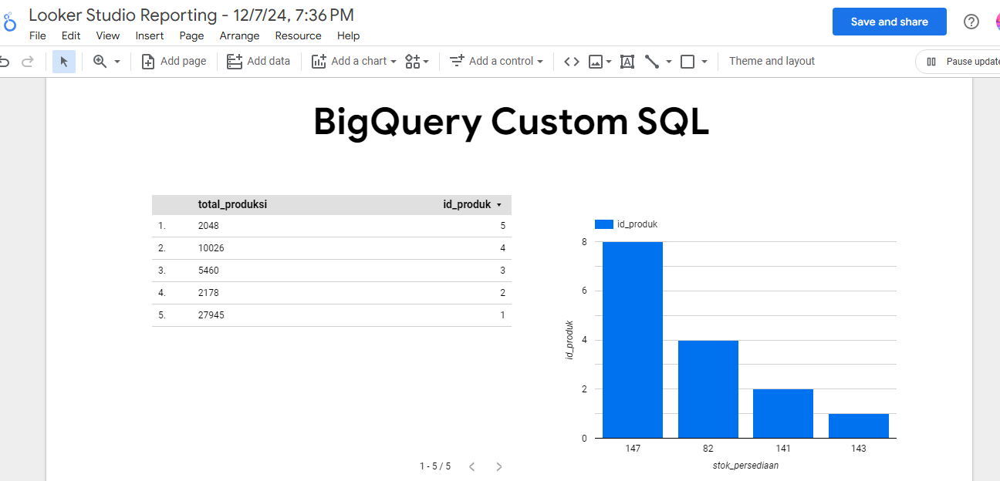 Looker Studio Reporting - 12/7/24, 7:36 PM
File Edit View Insert Page Arrange Resource Help
Save and share
Add page Add data Add a chart Add a control Theme and layout Pause update
BigQuery Custom SQL
total_produksi id_produk
1. 2048 5
2. 10026 4
3. 5460 3
4. 2178 2
5. 27945 1
1 - 5 / 5
id_produk
8
6
4
2
0
id_produk
147 82 141 143
stok_persediaan